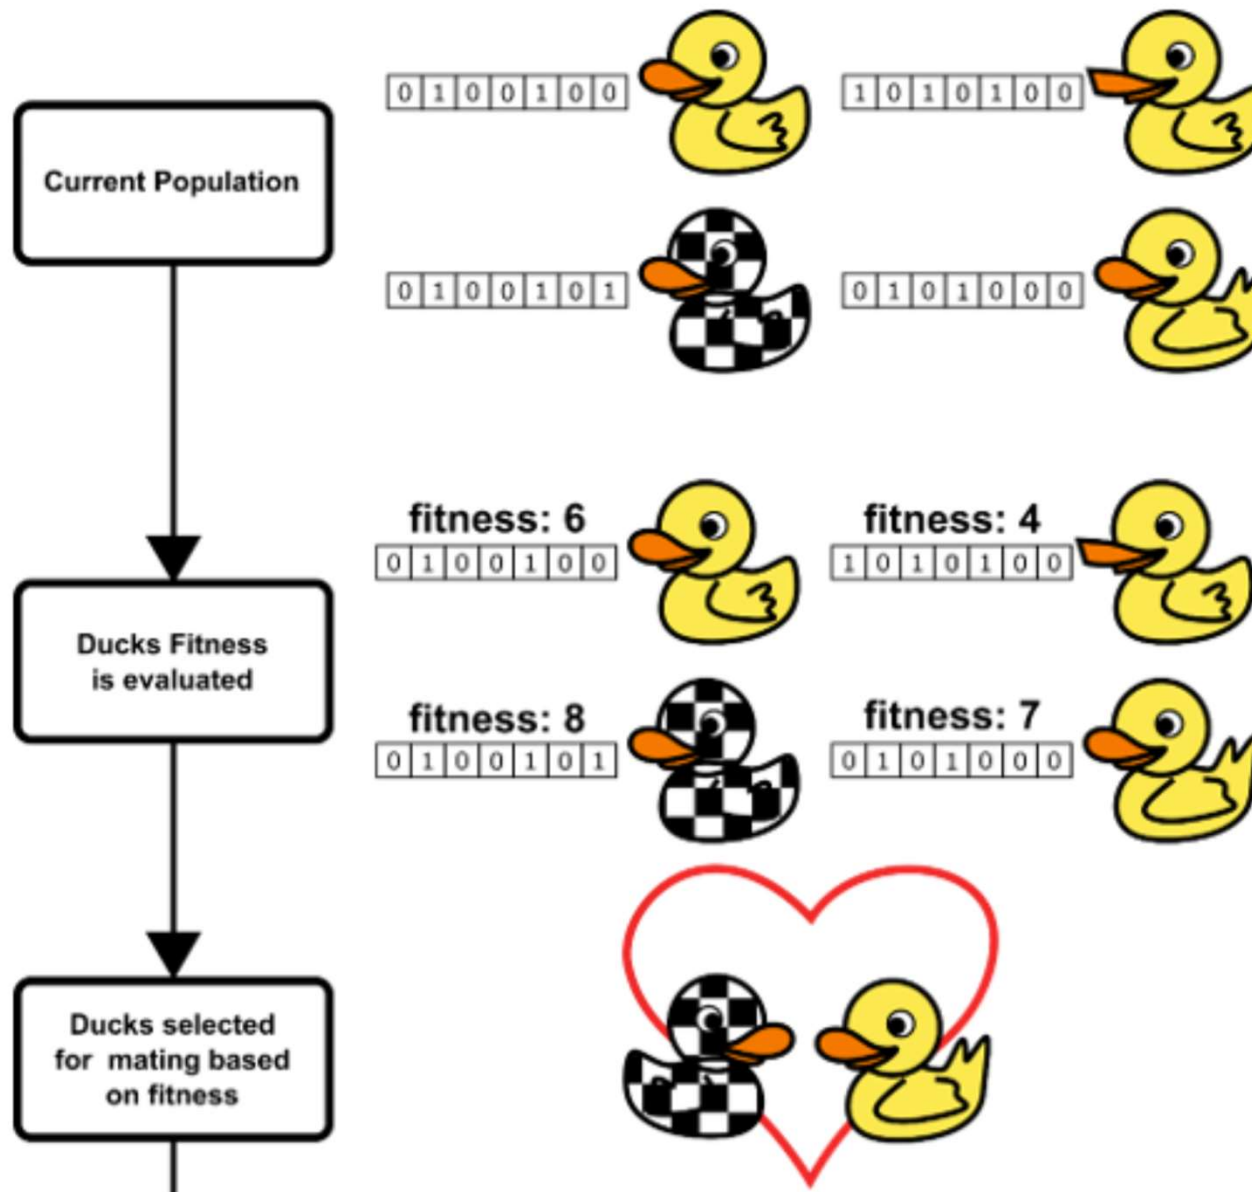 0 1 0 0 1 0 0
1 0 1 0 1 0 0
Current Population
0 1 0 0 1 0 1
0 1 0 1 0 0 0
fitness: 6
fitness: 4
0 1 0 0 1 0 0
1 0 1 0 1 0 0
Ducks Fitness
is evaluated
fitness: 8
fitness: 7
0 1 0 0 1 0 1
0 1 0 1 0 0 0
Ducks selected
for mating based
on fitness